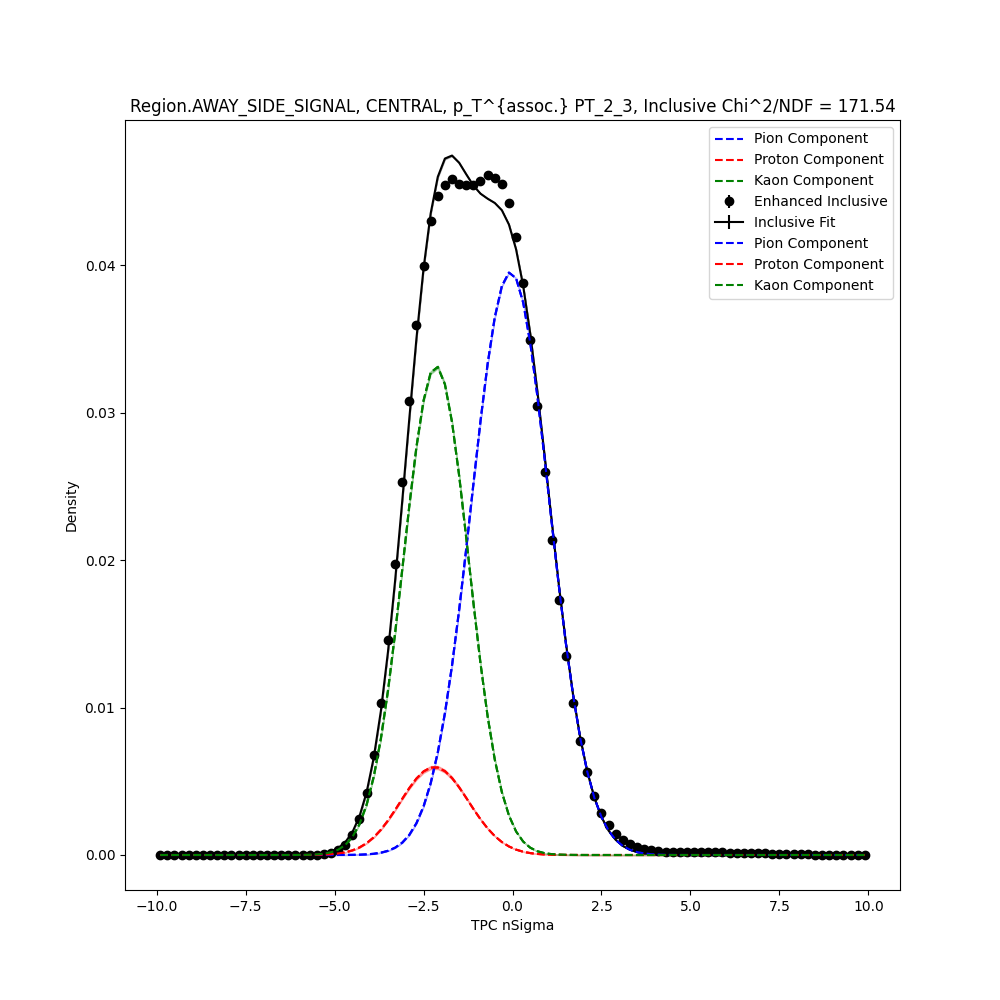 Region.AWAY_SIDE_SIGNAL, CENTRAL, p_T^{assoc.} PT_2_3, Inclusive Chi^2/NDF = 171.54
Pion Component
Proton Component
Kaon Component
Enhanced Inclusive
Inclusive Fit
Pion Component
Proton Component
Kaon Component
0.04
0.03
0.02
0.01
0.00
Density
−10.0 −7.5 −5.0 −2.5 0.0 2.5 5.0 7.5 10.0
TPC nSigma